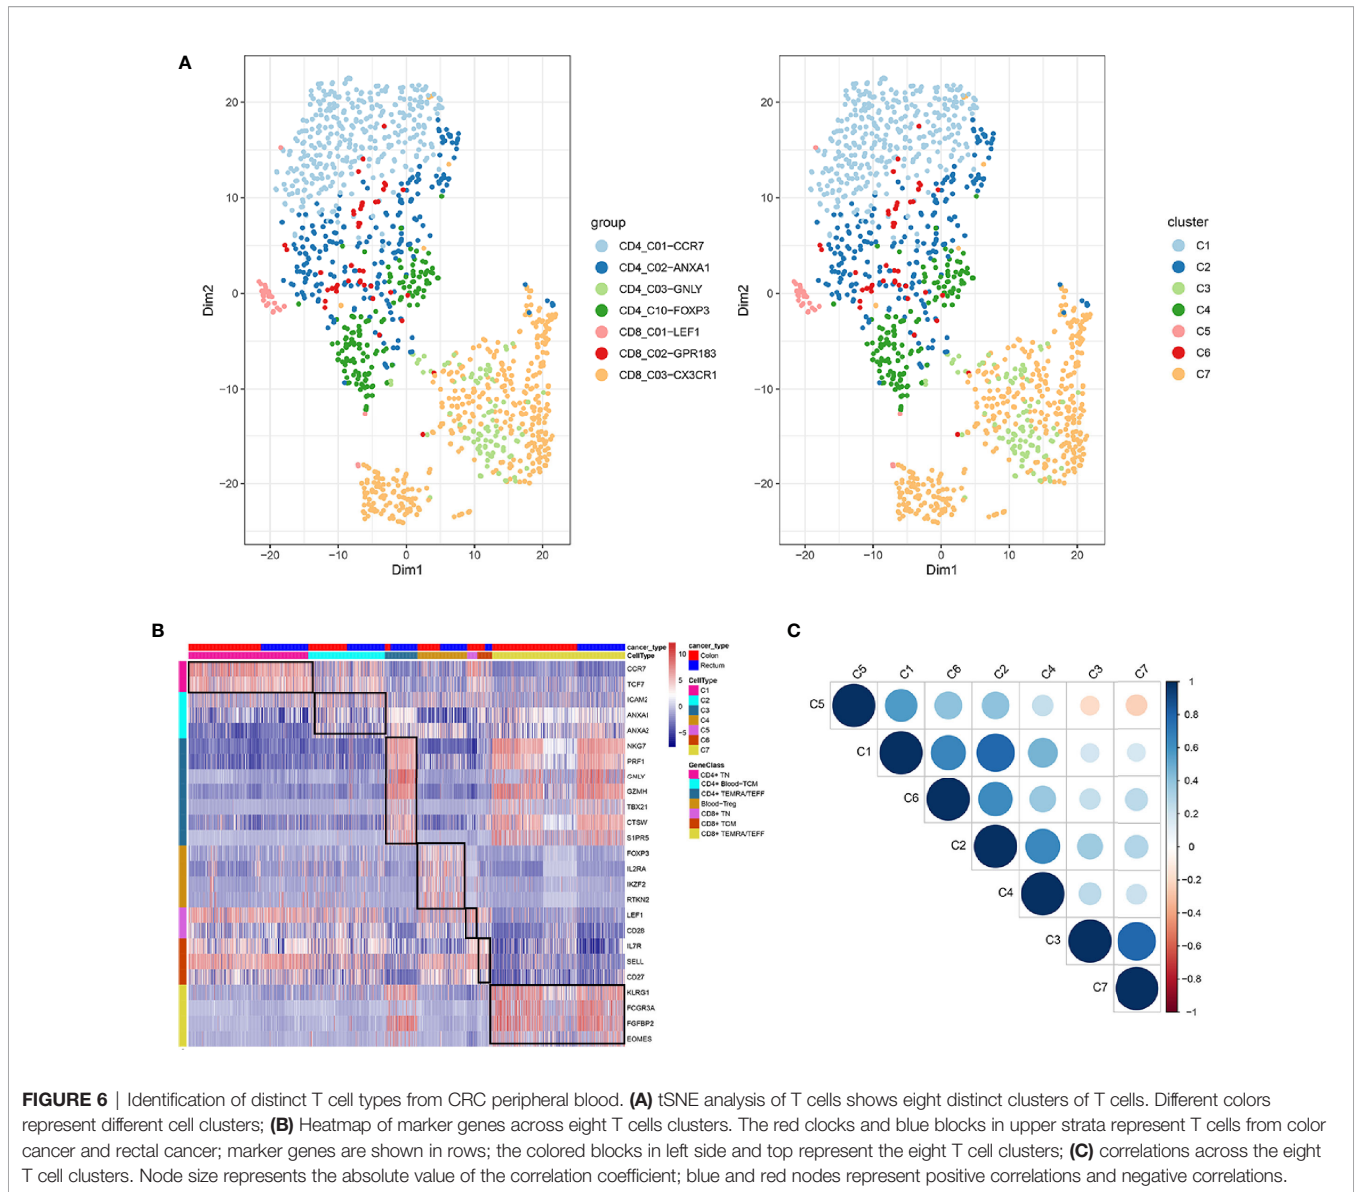 A
20
10
0
−10
−20
Dim2
−20
−10
0
10
20
Dim1
group
CD4_C01−CCR7
CD4_C02−ANXA1
CD4_C03−GNLY
CD4_C10−FOXP3
CD8_C01−LEF1
CD8_C02−GPR183
CD8_C03−CX3CR1
20
10
0
−10
−20
Dim2
−20
−10
0
10
20
Dim1
cluster
C1
C2
C3
C4
C5
C6
C7
B
cancer_type
CellType
CCR7
TCF7
ICAM2
ANXA1
ANXA2
NKG7
PRF1
GNLY
GZMH
TBX21
CTSW
S1PR5
FOXP3
IL2RA
IKZF2
RTKN2
LEF1
CD28
IL7R
SELL
CD27
KLRG1
FCGR3A
FGFBP2
EOMES
10
5
0
−5
cancer_type
Colon
Rectum
CellType
C1
C2
C3
C4
C5
C6
C7
GeneClass
CD4+ TN
CD4+ Blood−TCM
CD4+ TEMRA/TEFF
Blood−Treg
CD8+ TN
CD8+ TCM
CD8+ TEMRA/TEFF
C
C5 C1 C6 C2 C4 C3 C7
C5
C1
C6
C2
C4
C3
C7
1
0.8
0.6
0.4
0.2
0
−0.2
−0.4
−0.6
−0.8
−1
FIGURE 6 | Identification of distinct T cell types from CRC peripheral blood. (A) tSNE analysis of T cells shows eight distinct clusters of T cells. Different colors
represent different cell clusters; (B) Heatmap of marker genes across eight T cells clusters. The red clocks and blue blocks in upper strata represent T cells from color
cancer and rectal cancer; marker genes are shown in rows; the colored blocks in left side and top represent the eight T cell clusters; (C) correlations across the eight
T cell clusters. Node size represents the absolute value of the correlation coefficient; blue and red nodes represent positive correlations and negative correlations.